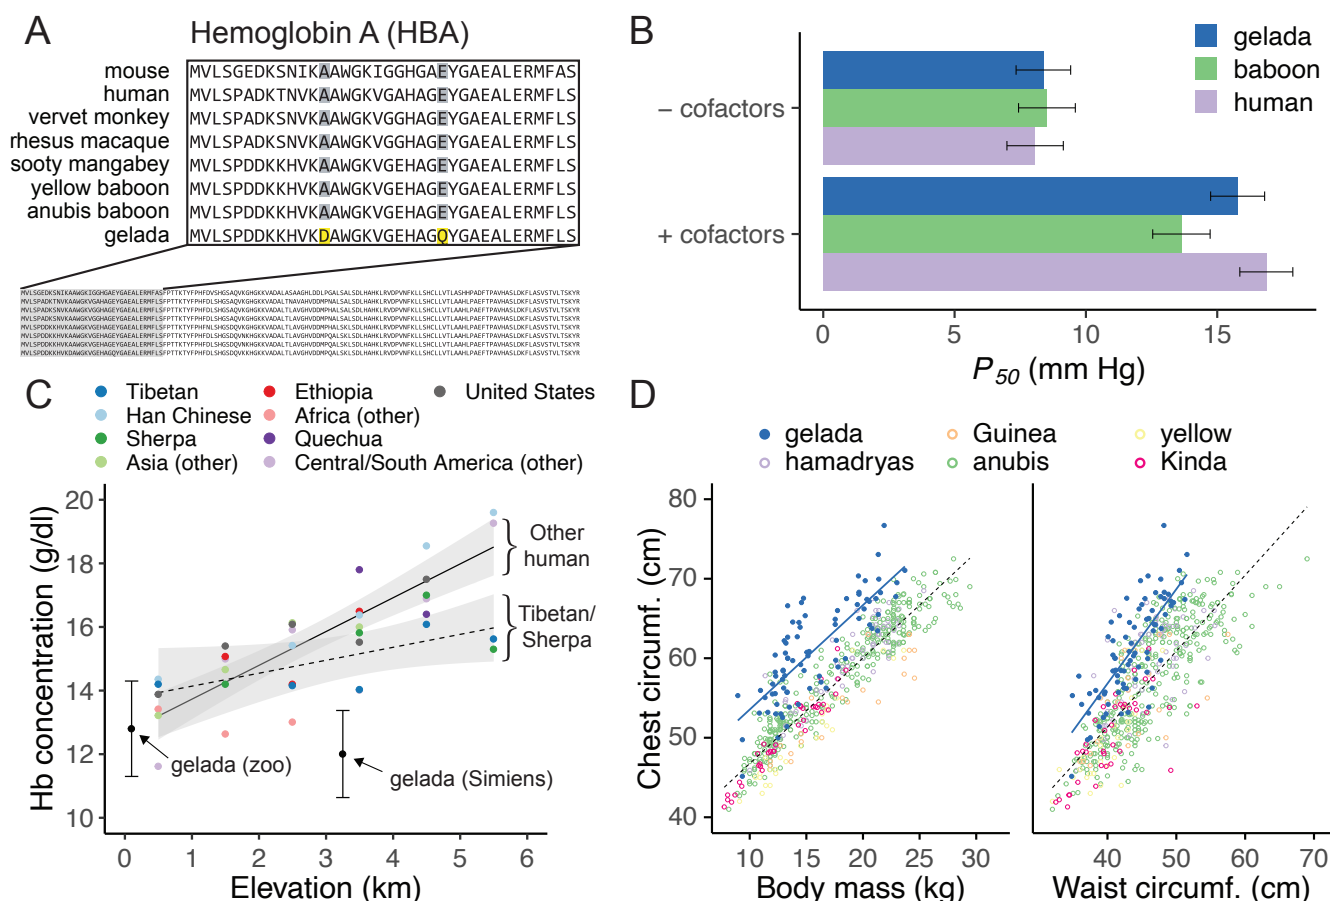 A
Hemoglobin A (HBA)
mouse MVLSGEDKSNIKAAWGKIGGHGAEYGAEALERMFAS
human MVLSPADKTNVKAAWGKVGAHAGEYGAEALERMFLS
vervet monkey MVLSPDDKKHVKAAWGKVGEHAGEYGAEALERMFLS
rhesus macaque MVLSPDDKKHVKAAWGKVGEHAGEYGAEALERMFLS
sooty mangabey MVLSPDDKKHVKAAWGKVGEHAGEYGAEALERMFLS
yellow baboon MVLSPDDKKHVKAAWGKVGEHAGEYGAEALERMFLS
anubis baboon MVLSPDDKKHVKAAWGKVGEHAGEYGAEALERMFLS
gelada MVLSPDDKKHVKDAWGKVGEHAGQYGAEALERMFLS
B
gelada
baboon
human
− cofactors
+ cofactors
0 5 10 15
P50 (mm Hg)
C
Tibetan Ethiopia United States
Han Chinese Africa (other)
Sherpa Quechua
Asia (other) Central/South America (other)
Hb concentration (g/dl)
20
18
16
14
12
10
Other
human
Tibetan/
Sherpa
gelada (zoo)
gelada (Simiens)
0 1 2 3 4 5 6
Elevation (km)
D
gelada Guinea yellow
hamadryas anubis Kinda
Chest circumf. (cm)
80
70
60
50
40
10 15 20 25 30
Body mass (kg)
40 50 60 70
Waist circumf. (cm)